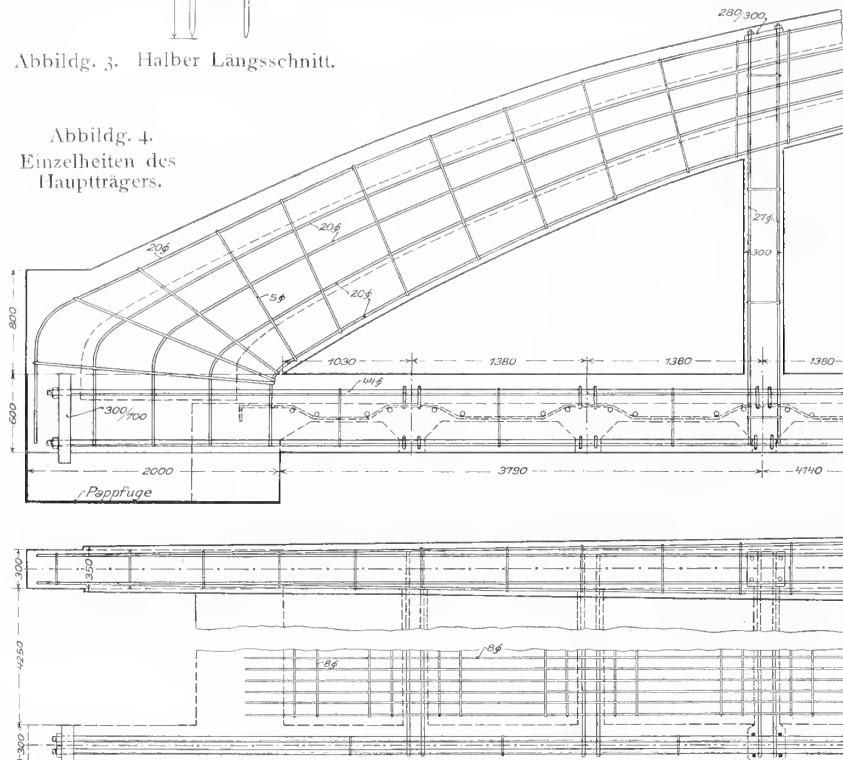 280/300
Abbildg. 3. Halber Längsschnitt.
Abbildg. 4.
Einzelheiten des
Hauptträgers.
27ϕ
300
20ϕ
20ϕ
5ϕ
20ϕ
800
1030
1380
1380
1380
44ϕ
300/700
600
2000
3790
4140
Pappfuge
300
350
4250
8ϕ
8ϕ
300